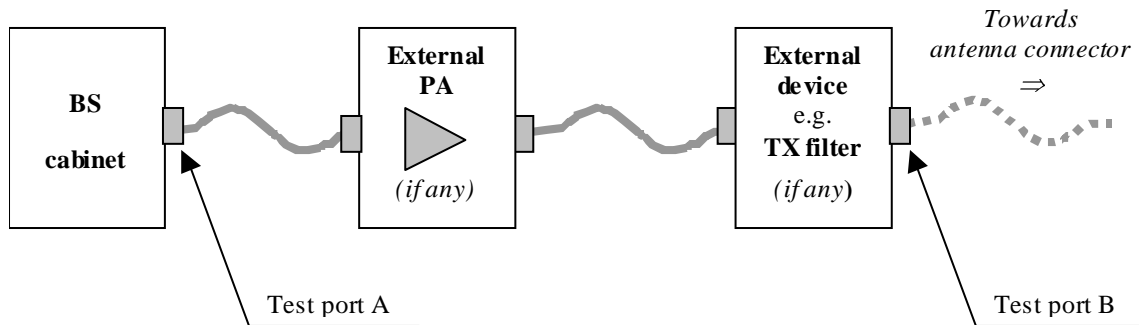 BS
cabinet
External
PA
(if any)
External
device
e.g.
TX filter
(if any)
Towards
antenna connector
⇒
Test port A
Test port B